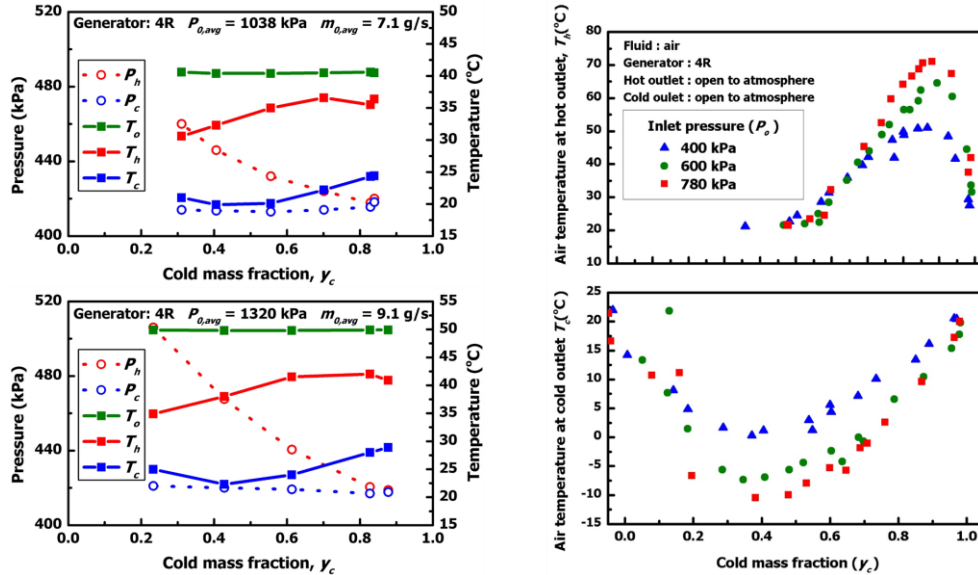 Generator: 4R P0,avg = 1038 kPa m0,avg = 7.1 g/s
Pressure (kPa)
520
480
440
400
Ph
Pc
To
Th
Tc
50
45
40
35
30
25
20
15
Temperature (°C)
0.0 0.2 0.4 0.6 0.8 1.0
Cold mass fraction, yc
Generator: 4R P0,avg = 1320 kPa m0,avg = 9.1 g/s
Pressure (kPa)
520
480
440
400
Ph
Pc
To
Th
Tc
55
50
45
40
35
30
25
20
15
Temperature (°C)
0.0 0.2 0.4 0.6 0.8 1.0
Cold mass fraction, yc
Air temperature at hot outlet, Th(°C)
100
90
80
70
60
50
40
30
20
10
Fluid : air
Generator : 4R
Hot outlet : open to atmosphere
Cold oulet : open to atmosphere
Inlet pressure (Po)
400 kPa
600 kPa
780 kPa
Air temperature at cold outlet Tc(°C)
25
20
15
10
5
0
-5
-10
-15
0.0 0.2 0.4 0.6 0.8 1.0
Cold mass fraction (yc)